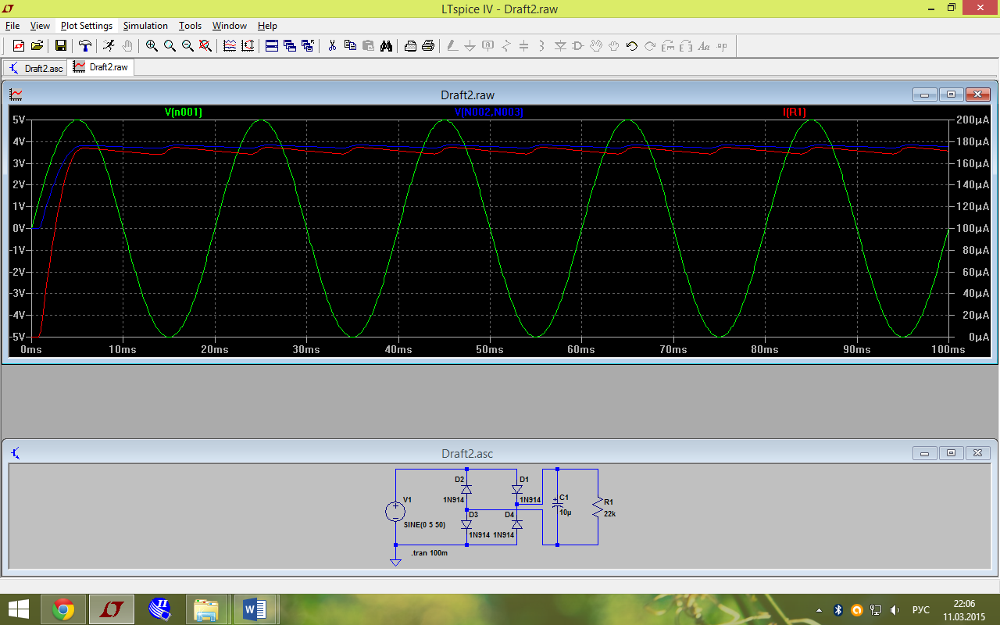 LTspice IV - Draft2.raw
File View Plot Settings Simulation Tools Window Help
Draft2.asc Draft2.raw
Draft2.raw
V(n001) V(N002,N003) I(R1)
5V 200µA
4V 180µA
3V 160µA
2V 140µA
1V 120µA
0V 100µA
-1V 80µA
-2V 60µA
-3V 40µA
-4V 20µA
-5V 0µA
0ms 10ms 20ms 30ms 40ms 50ms 60ms 70ms 80ms 90ms 100ms
Draft2.asc
D2 D1
V1 1N914 1N914 C1 R1
D3 D4 10µ 22k
SINE(0 5 50) 1N914 1N914
.tran 100m
РУС 22:06
11.03.2015